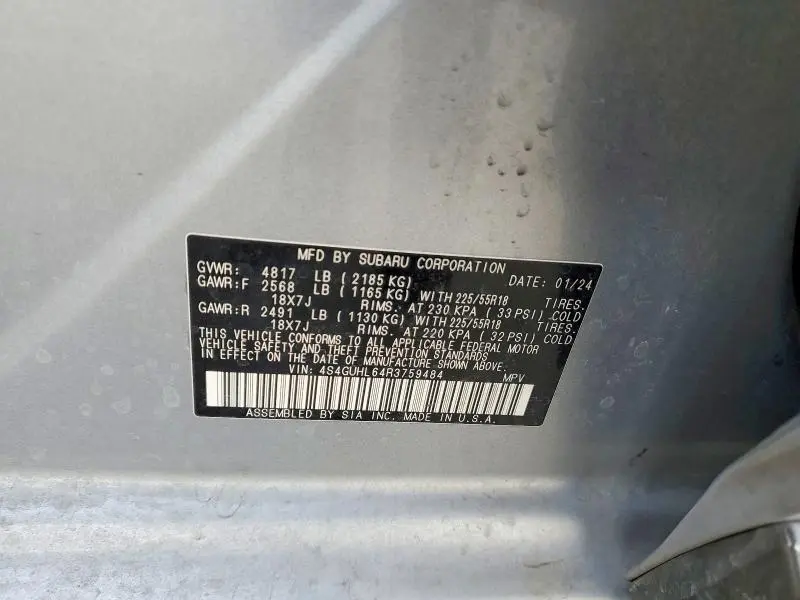 MFD BY SUBARU CORPORATION DATE: 01/24
GVWR: 4817 LB (2185 KG)
GAWR:F 2568 LB (1165 KG) WITH 225/55R18 TIRES.
18X7J RIMS. AT 230 KPA (33 PSI) COLD
GAWR:R 2491 LB (1130 KG) WITH 225/55R18 TIRES.
18X7J RIMS. AT 220 KPA (32 PSI) COLD
THIS VEHICLE CONFORMS TO ALL APPLICABLE FEDERAL MOTOR
VEHICLE SAFETY AND THEFT PREVENTION STANDARDS
IN EFFECT ON THE DATE OF MANUFACTURE SHOWN ABOVE.
VIN: 4S4GUHL64R3759484 MPV
ASSEMBLED BY SIA INC. MADE IN U.S.A.